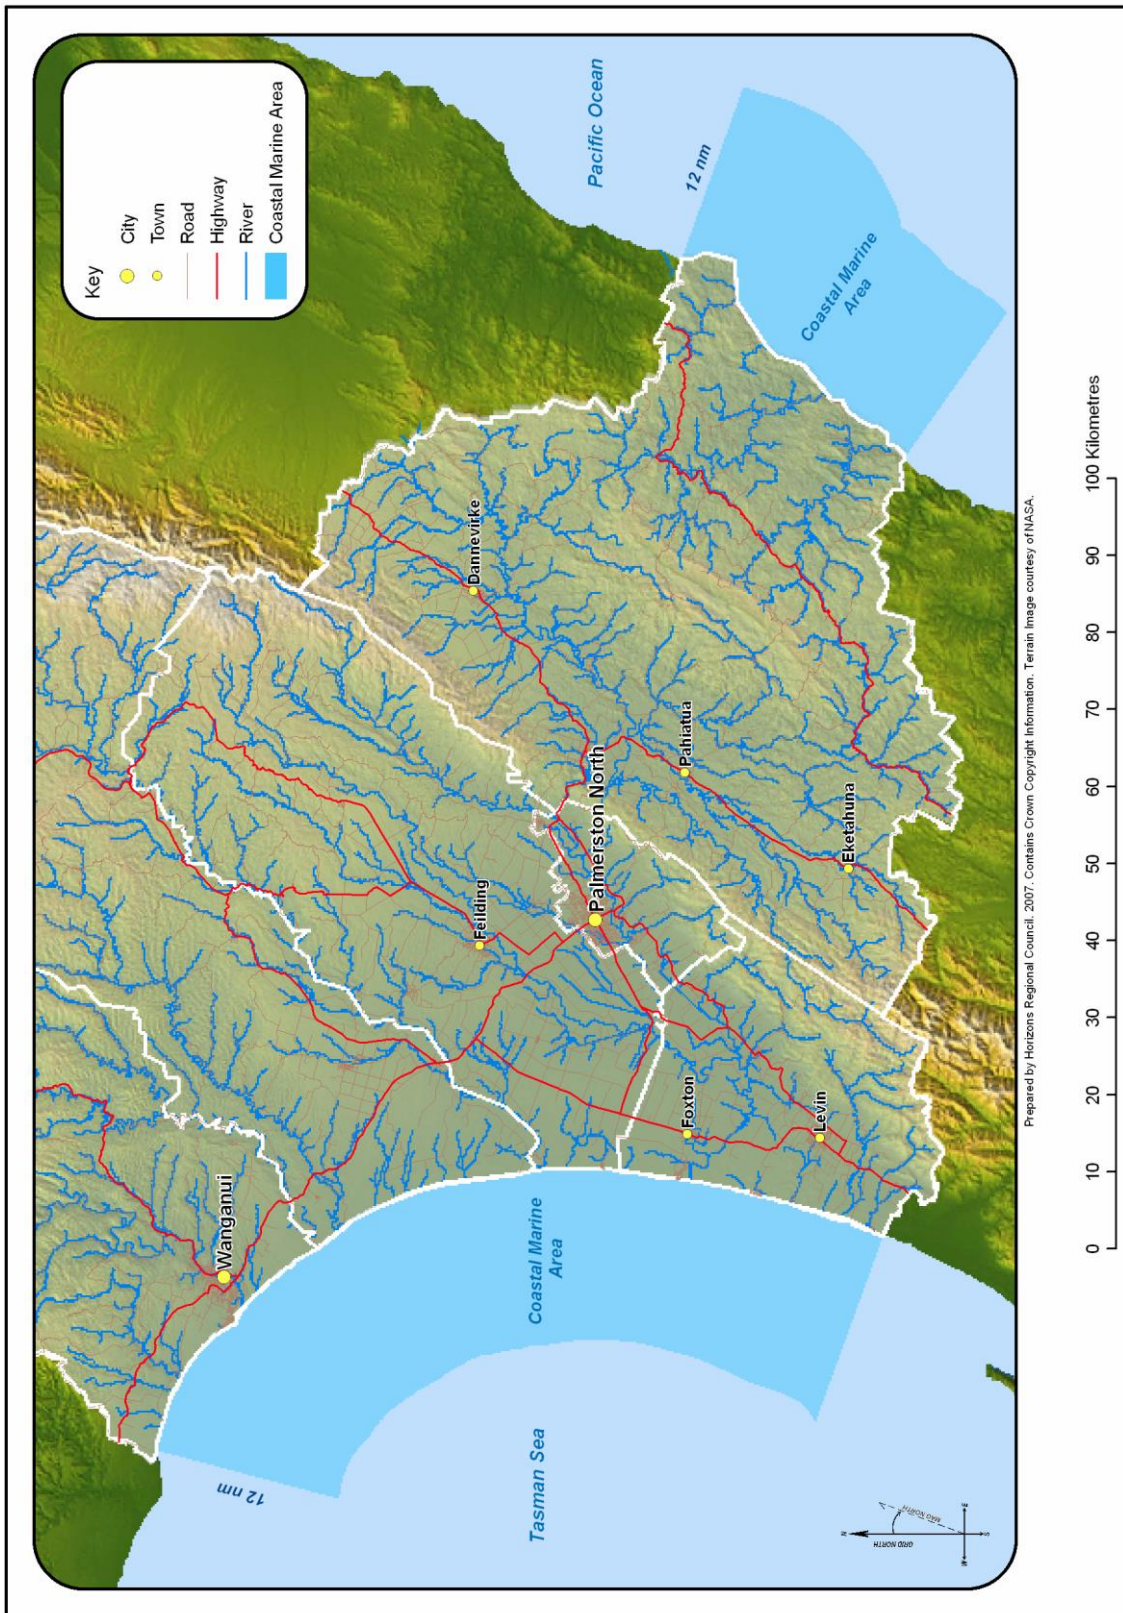 Key
City
Town
Road
Highway
River
Coastal Marine Area
Pacific Ocean
12 nm
Coastal Marine
Area
Dannevirke
Pahiatua
Palmerston North
Eketahuna
Feilding
Foxton
Levin
Wanganui
Coastal Marine
Area
12 nm
Tasman Sea
GRID NORTH
MAG NORTH
N
Prepared by Horizons Regional Council. 2007. Contains Crown Copyright Information. Terrain Image courtesy of NASA.
0 10 20 30 40 50 60 70 80 90 100 Kilometres